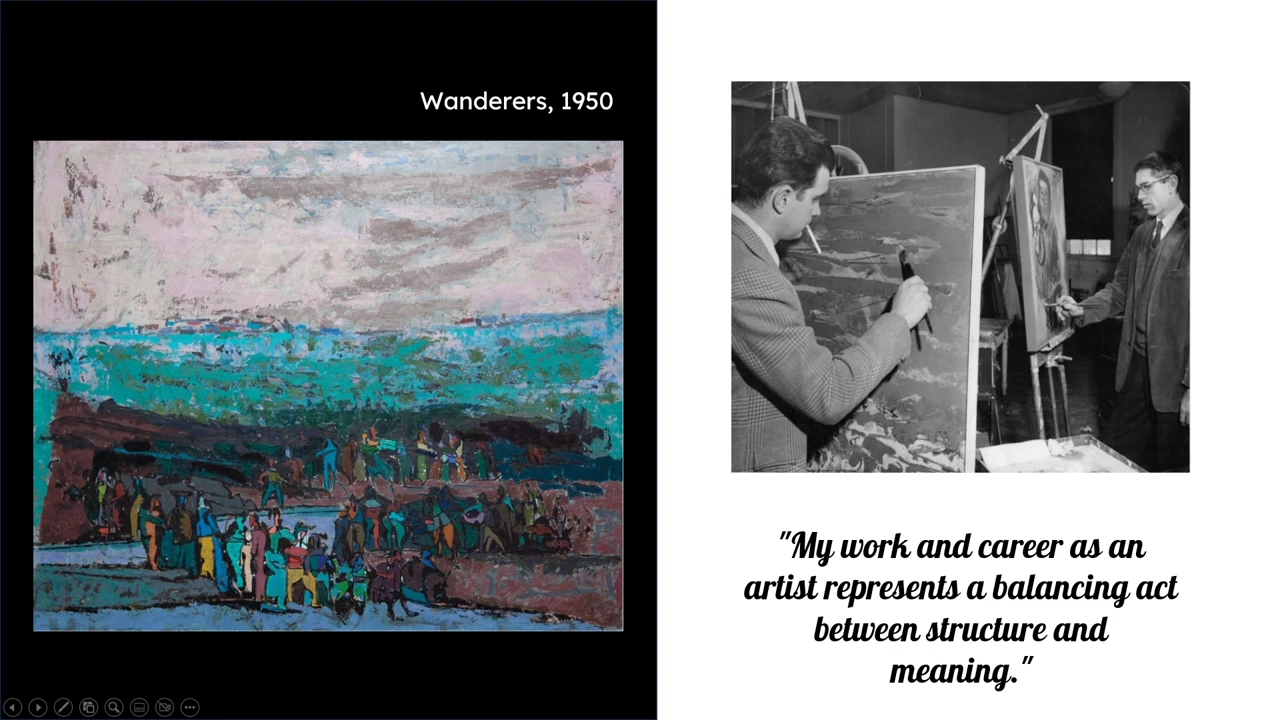 Wanderers, 1950
"My work and career as an
artist represents a balancing act
between structure and
meaning."